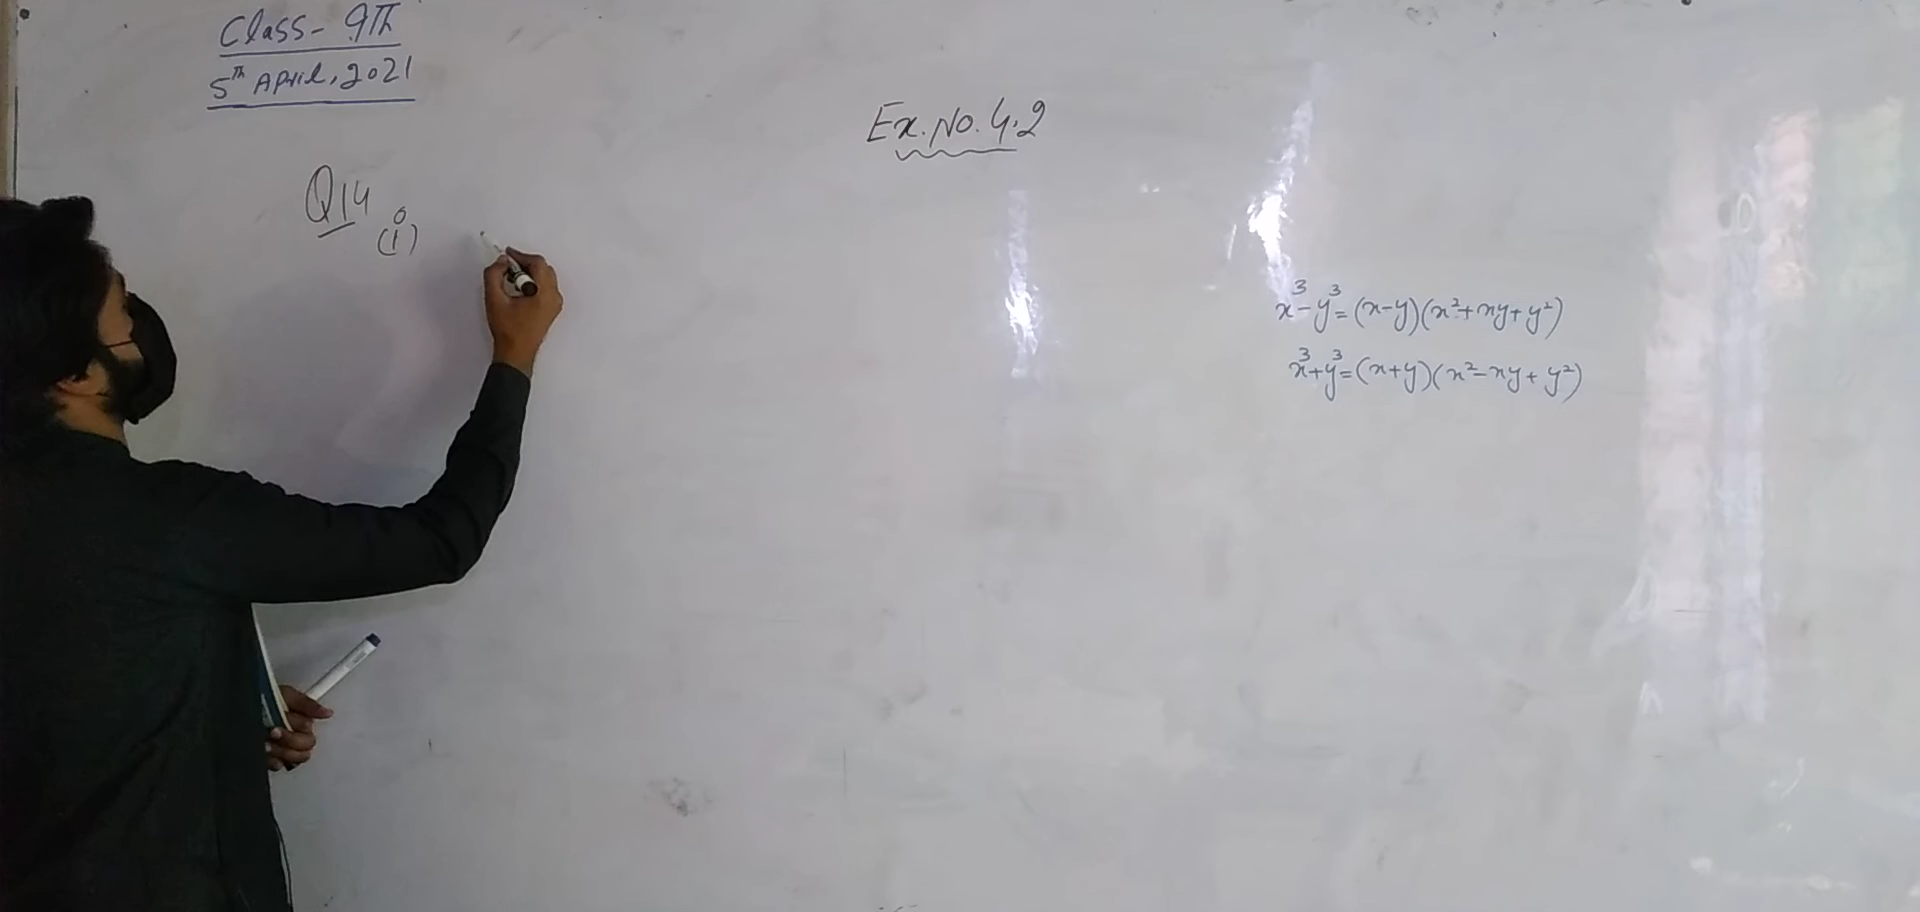 Class- 9Th
5Th April, 2021
Ex. No. 4.2
Q14
(i)
x³-y³=(x-y)(x²+xy+y²)
x³+y³=(x+y)(x²-xy+y²)